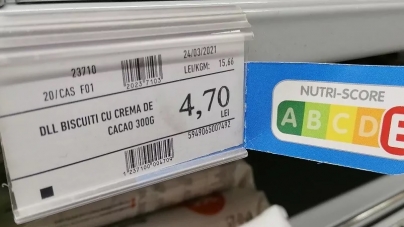 24/03/2021
23710
LEI/KGM: 15,66
20/CAS F01
DLL BISCUITI CU CREMA DE
CACAO 300G
4,70
LEI
5949065007492
NUTRI-SCORE
A B C D E